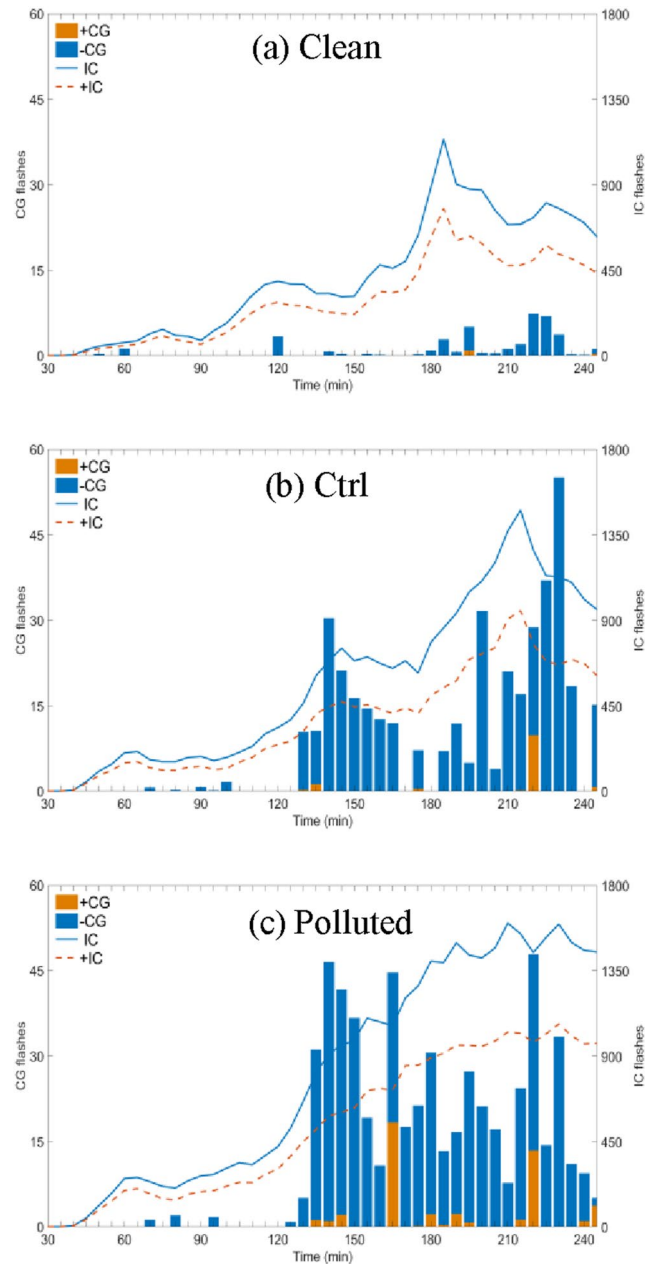 60 1800
+CG
-CG
IC
+IC
(a) Clean
45 1350
CG flashes
30 900
IC flashes
15 450
0 0
30 60 90 120 150 180 210 240
Time (min)
60 1800
+CG
-CG
IC
+IC
(b) Ctrl
45 1350
CG flashes
30 900
IC flashes
15 450
0 0
30 60 90 120 150 180 210 240
Time (min)
60 1800
+CG
-CG
IC
+IC
(c) Polluted
45 1350
CG flashes
30 900
IC flashes
15 450
0 0
30 60 90 120 150 180 210 240
Time (min)